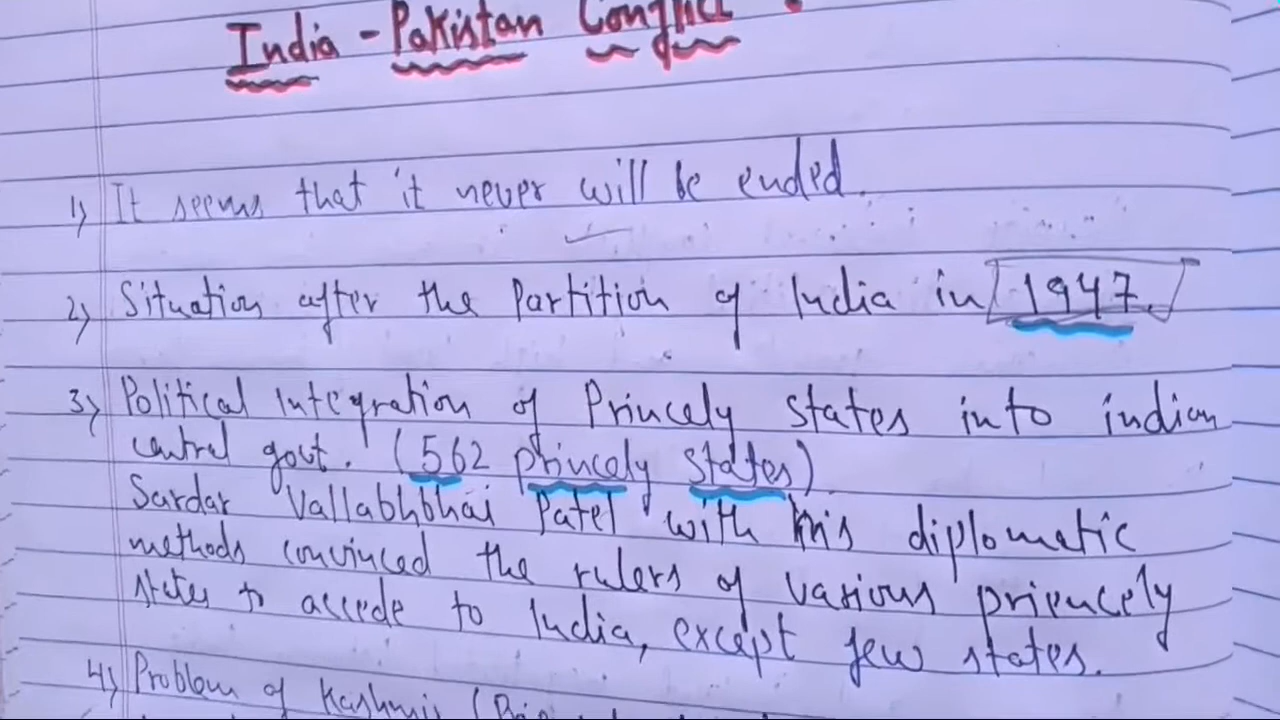 India - Pakistan Conflict :
1) It seems that it never will be ended.
2) Situation after the Partition of India in 1947.
3) Political Integration of Princely states into indian
central govt. (562 princely states)
Sardar Vallabhbhai Patel with his diplomatic
methods convinced the rulers of various priencely
states to accede to India, except few states.
4) Problem of Kashmir (